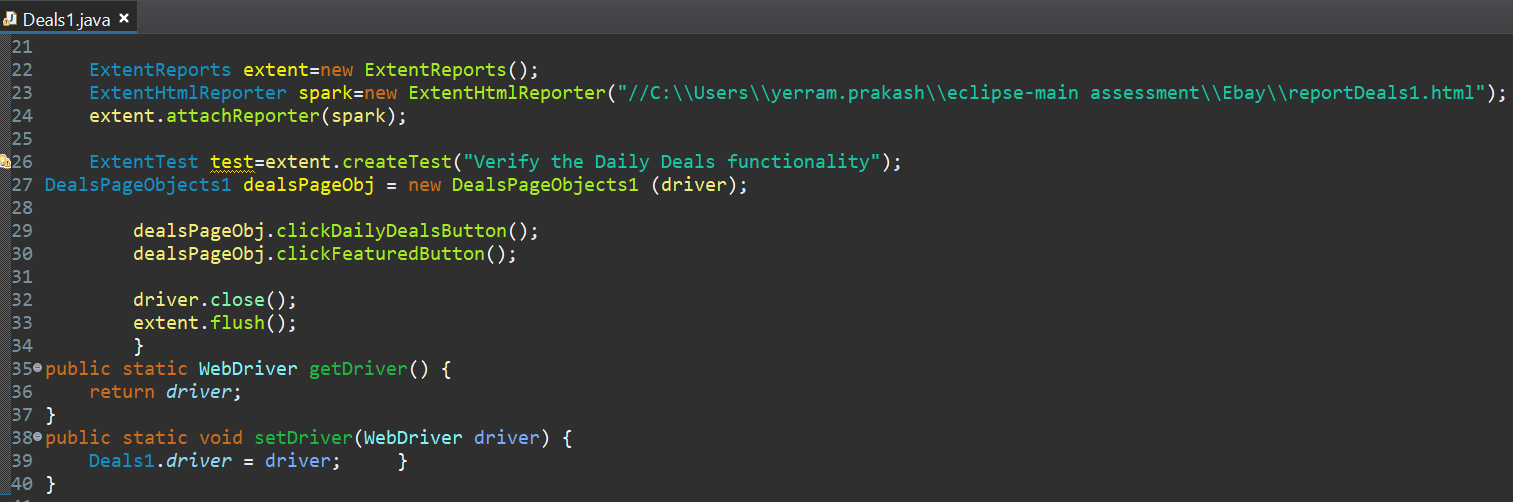 Deals1.java
21
22 ExtentReports extent=new ExtentReports();
23 ExtentHtmlReporter spark=new ExtentHtmlReporter("//C:\\Users\\yerram.prakash\\eclipse-main assessment\\Ebay\\reportDeals1.html");
24 extent.attachReporter(spark);
25
26 ExtentTest test=extent.createTest("Verify the Daily Deals functionality");
27 DealsPageObjects1 dealsPageObj = new DealsPageObjects1 (driver);
28
29 dealsPageObj.clickDailyDealsButton();
30 dealsPageObj.clickFeaturedButton();
31
32 driver.close();
33 extent.flush();
34 }
35 public static WebDriver getDriver() {
36 return driver;
37 }
38 public static void setDriver(WebDriver driver) {
39 Deals1.driver = driver; }
40 }